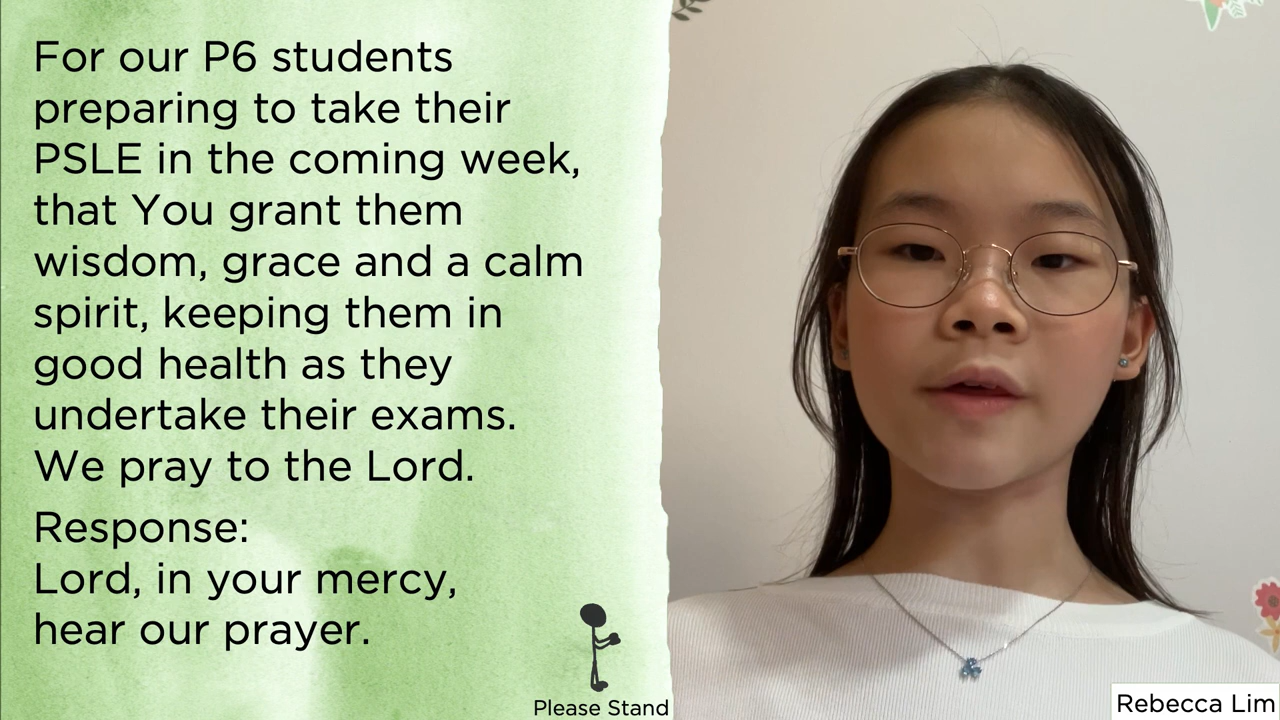 For our P6 students
preparing to take their
PSLE in the coming week,
that You grant them
wisdom, grace and a calm
spirit, keeping them in
good health as they
undertake their exams.
We pray to the Lord.
Response:
Lord, in your mercy,
hear our prayer.
Please Stand
Rebecca Lim